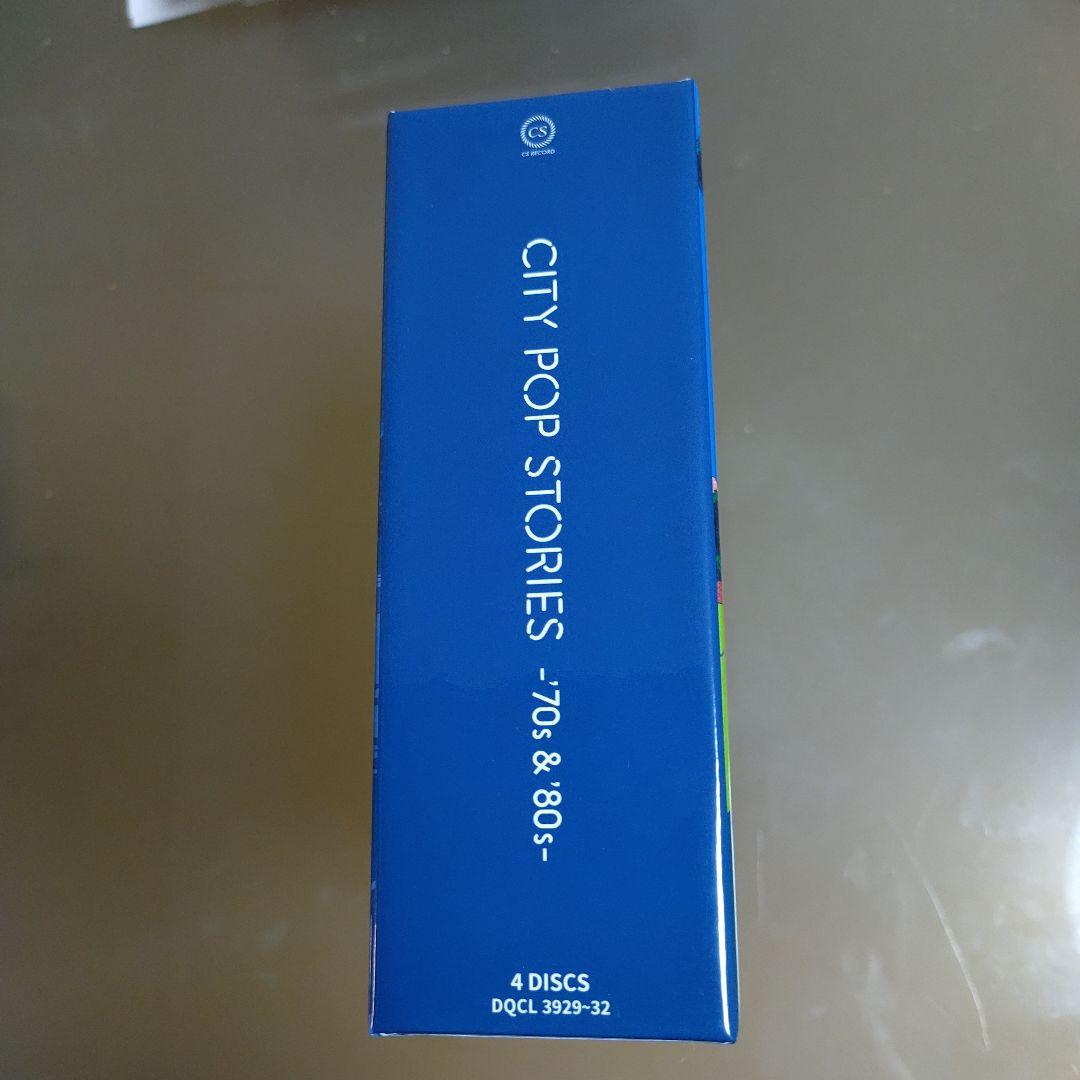 CS
CS RECORD
CITY POP STORIES -'70s & '80s-
4 DISCS
DQCL 3929~32